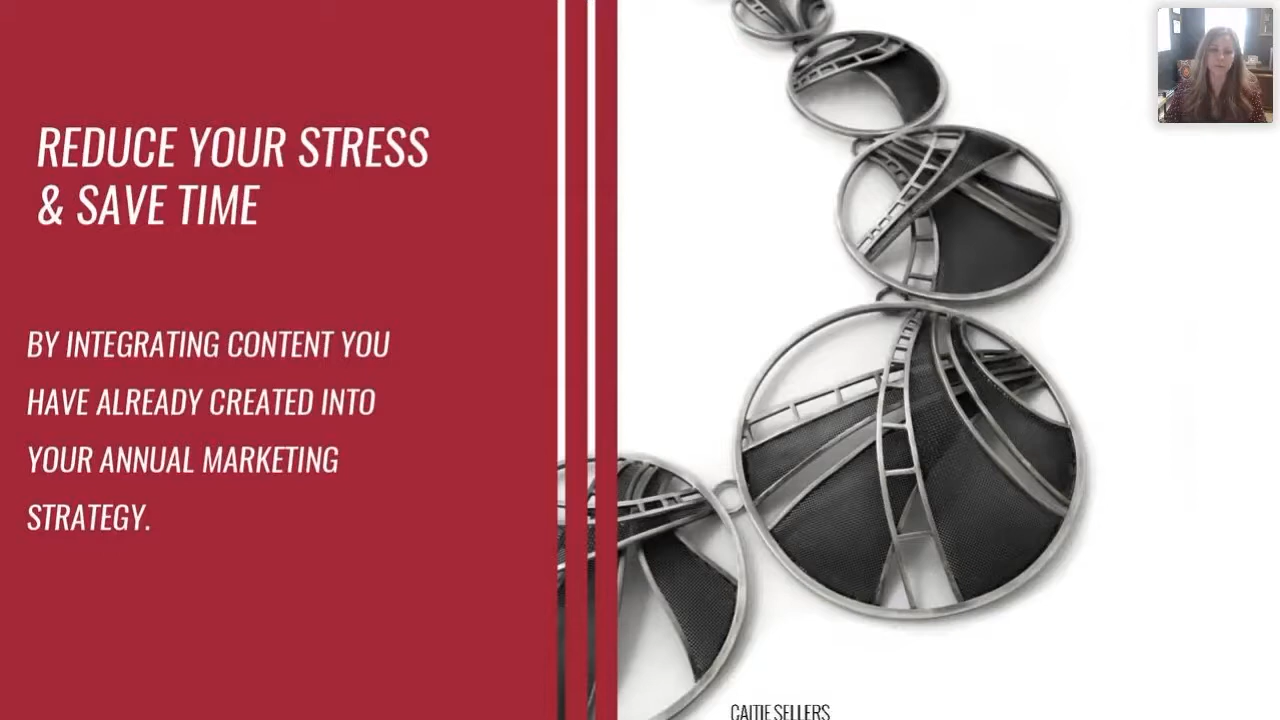 REDUCE YOUR STRESS
& SAVE TIME
BY INTEGRATING CONTENT YOU
HAVE ALREADY CREATED INTO
YOUR ANNUAL MARKETING
STRATEGY.
CAITIE SELLERS